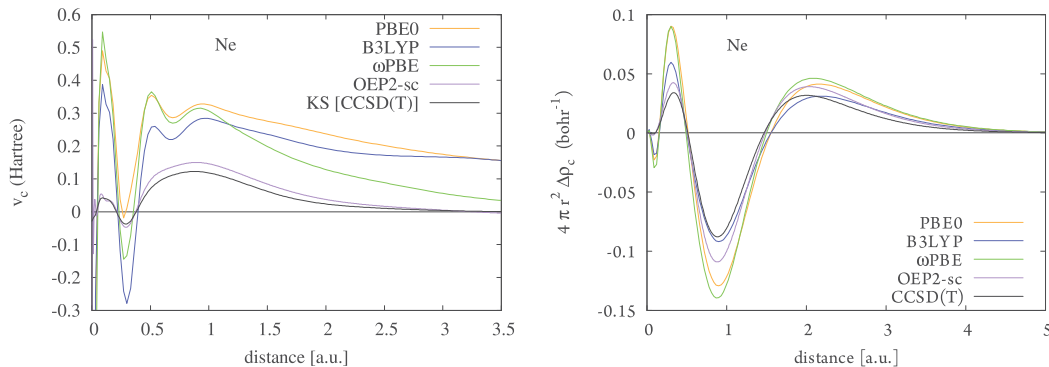 0.6
0.5
0.4
0.3
0.2
0.1
0
-0.1
-0.2
-0.3
v_c (Hartree)
Ne
PBE0
B3LYP
ωPBE
OEP2-sc
KS [CCSD(T)]
0 0.5 1 1.5 2 2.5 3 3.5
distance [a.u.]
0.1
0.05
0
-0.05
-0.1
-0.15
4 π r² Δρ_c (bohr⁻¹)
Ne
PBE0
B3LYP
ωPBE
OEP2-sc
CCSD(T)
0 1 2 3 4 5
distance [a.u.]